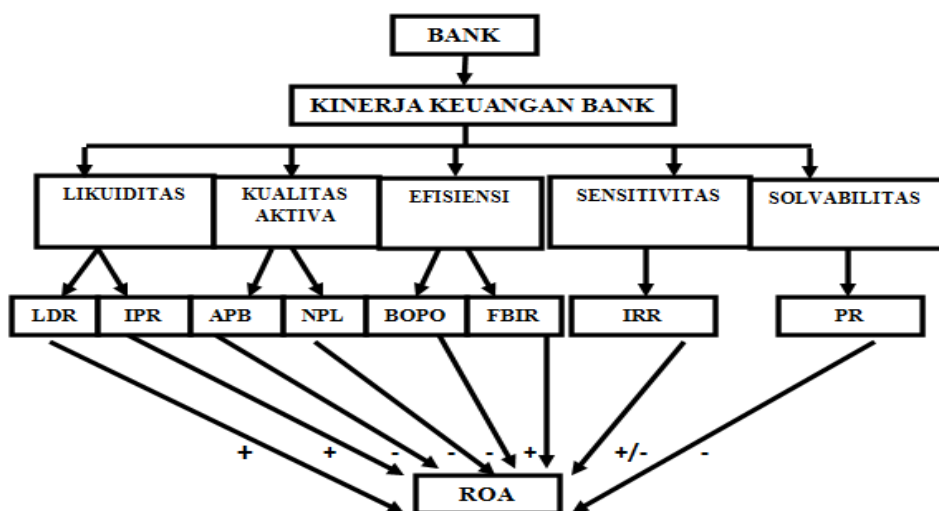 BANK
KINERJA KEUANGAN BANK
LIKUIDITAS
KUALITAS
AKTIVA
EFISIENSI
SENSITIVITAS
SOLVABILITAS
LDR
IPR
APB
NPL
BOPO
FBIR
IRR
PR
+
+
-
-
-
+
+/-
-
ROA